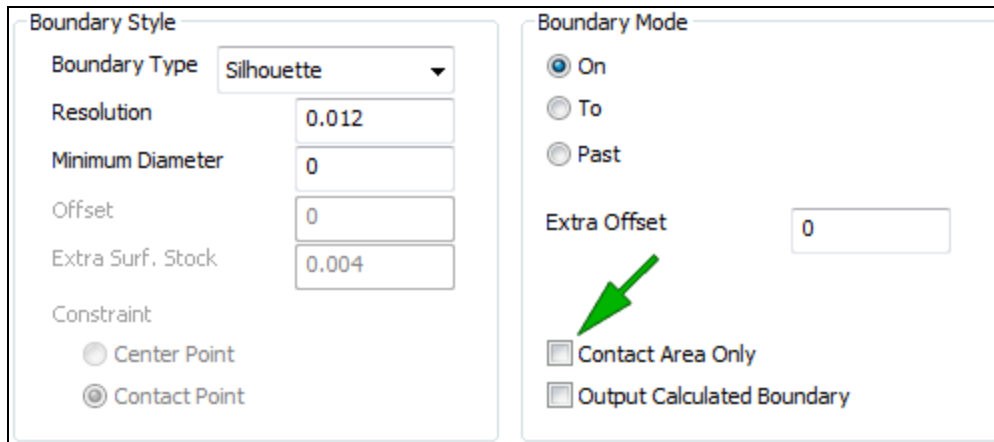 Boundary Style
Boundary Type Silhouette
Resolution 0.012
Minimum Diameter 0
Offset 0
Extra Surf. Stock 0.004
Constraint
Center Point
Contact Point
Boundary Mode
On
To
Past
Extra Offset 0
Contact Area Only
Output Calculated Boundary